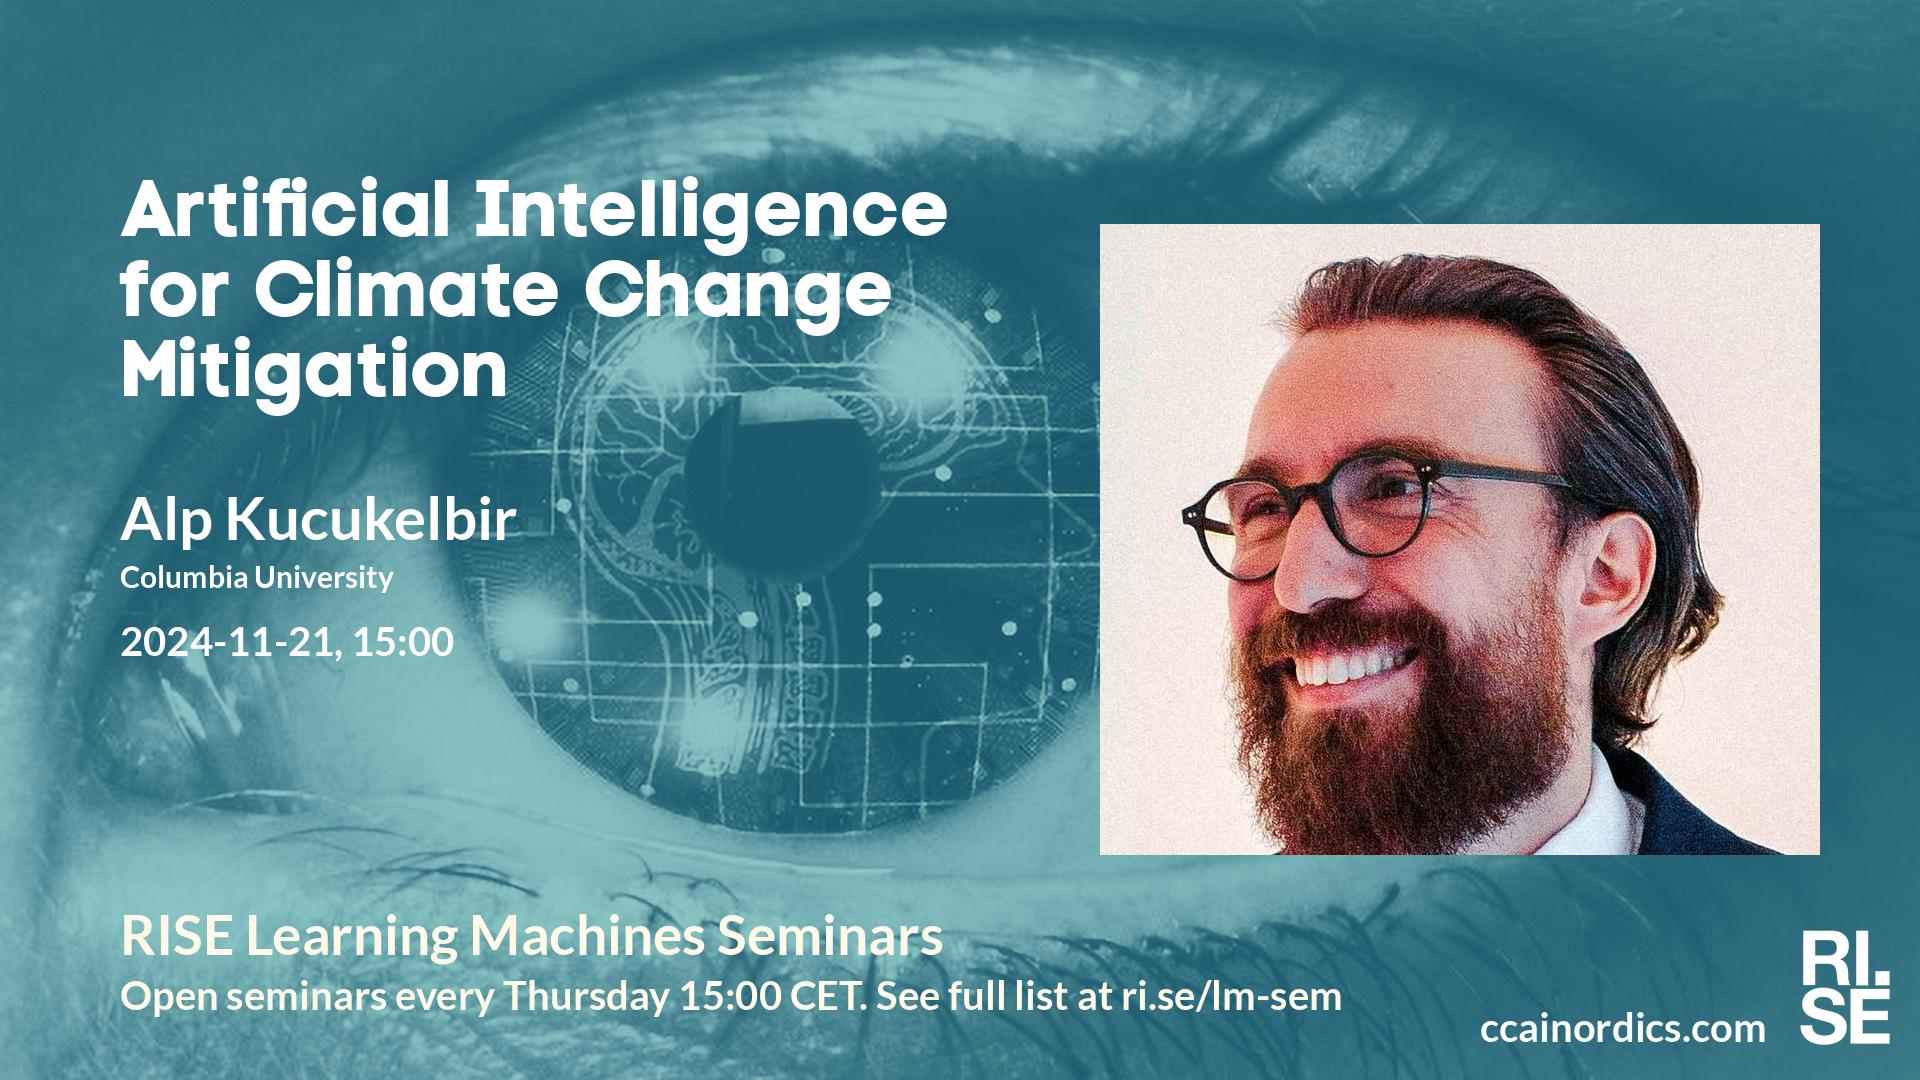 Artificial Intelligence
for Climate Change
Mitigation
Alp Kucukelbir
Columbia University
2024-11-21, 15:00
RISE Learning Machines Seminars
Open seminars every Thursday 15:00 CET. See full list at ri.se/lm-sem
ccainordics.com
RI.
SE